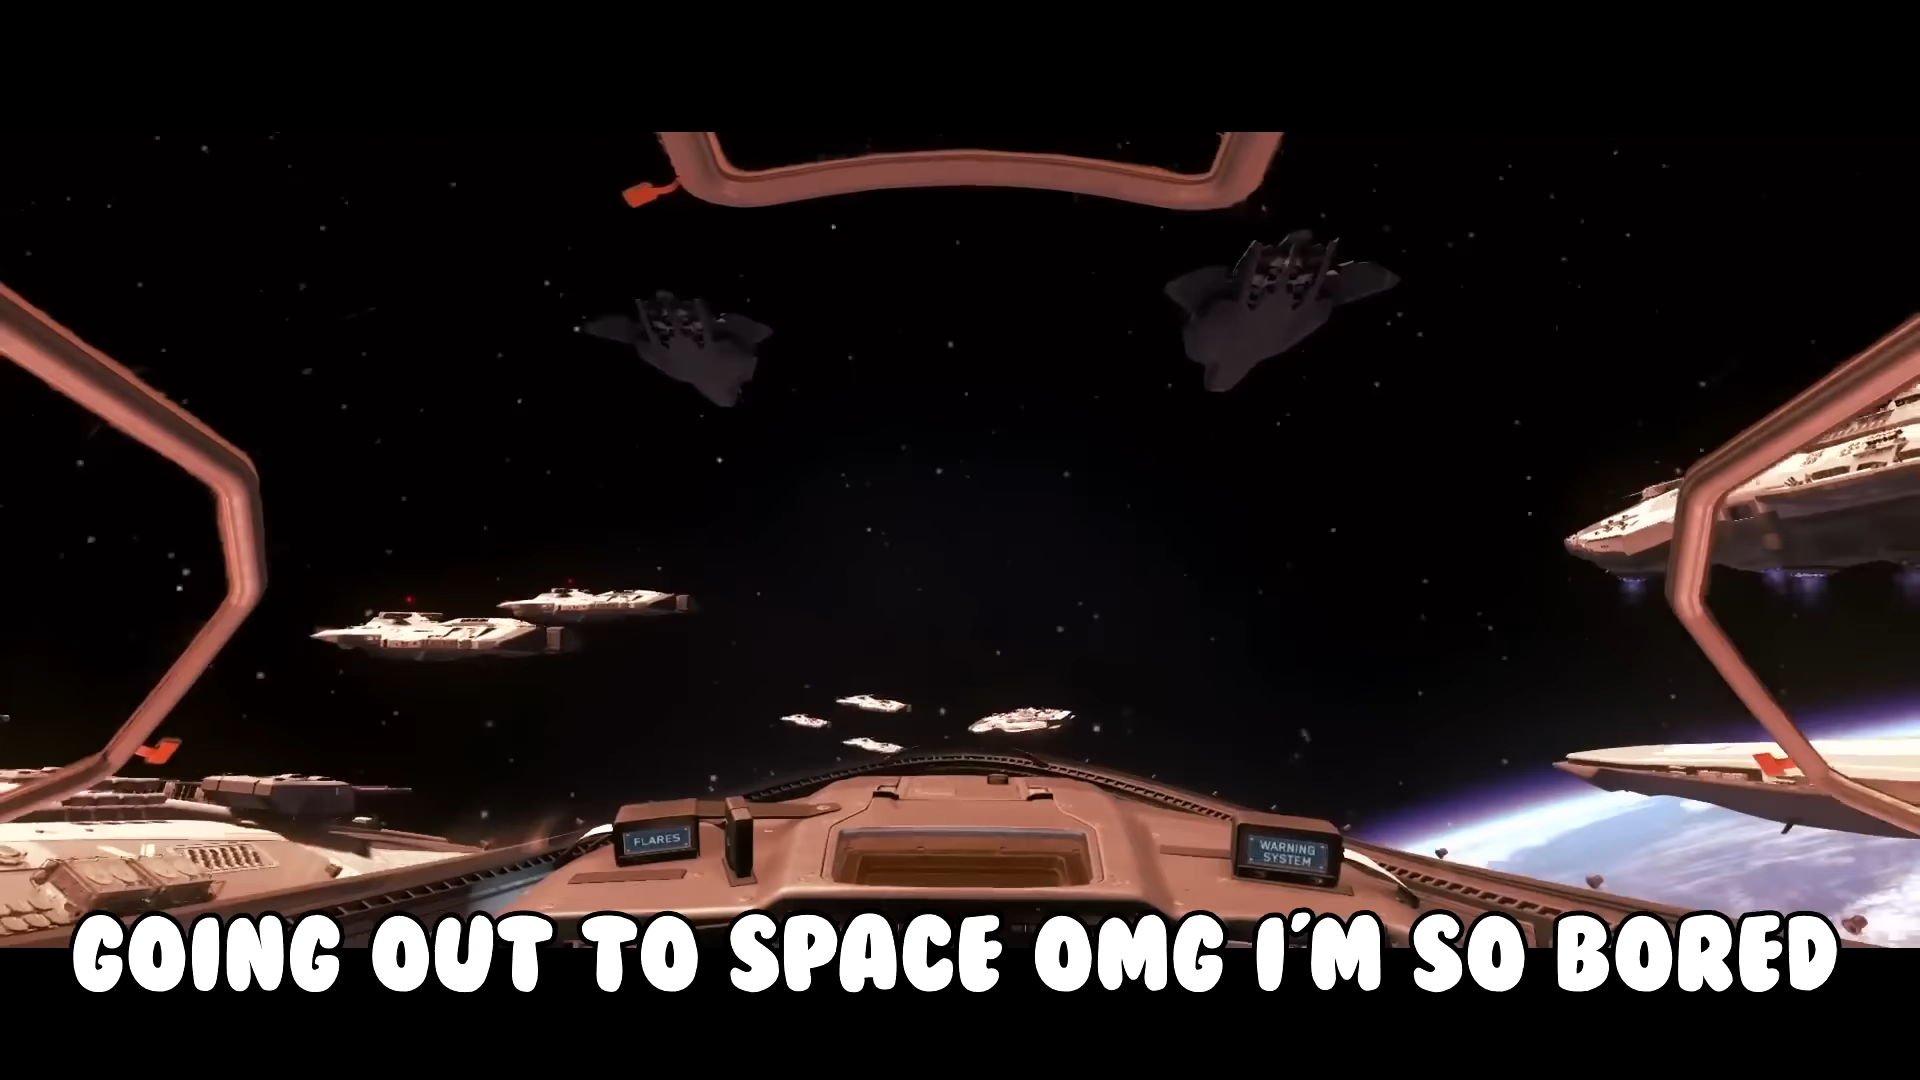 FLARES
WARNING
SYSTEM
GOING OUT TO SPACE OMG I'M SO BORED